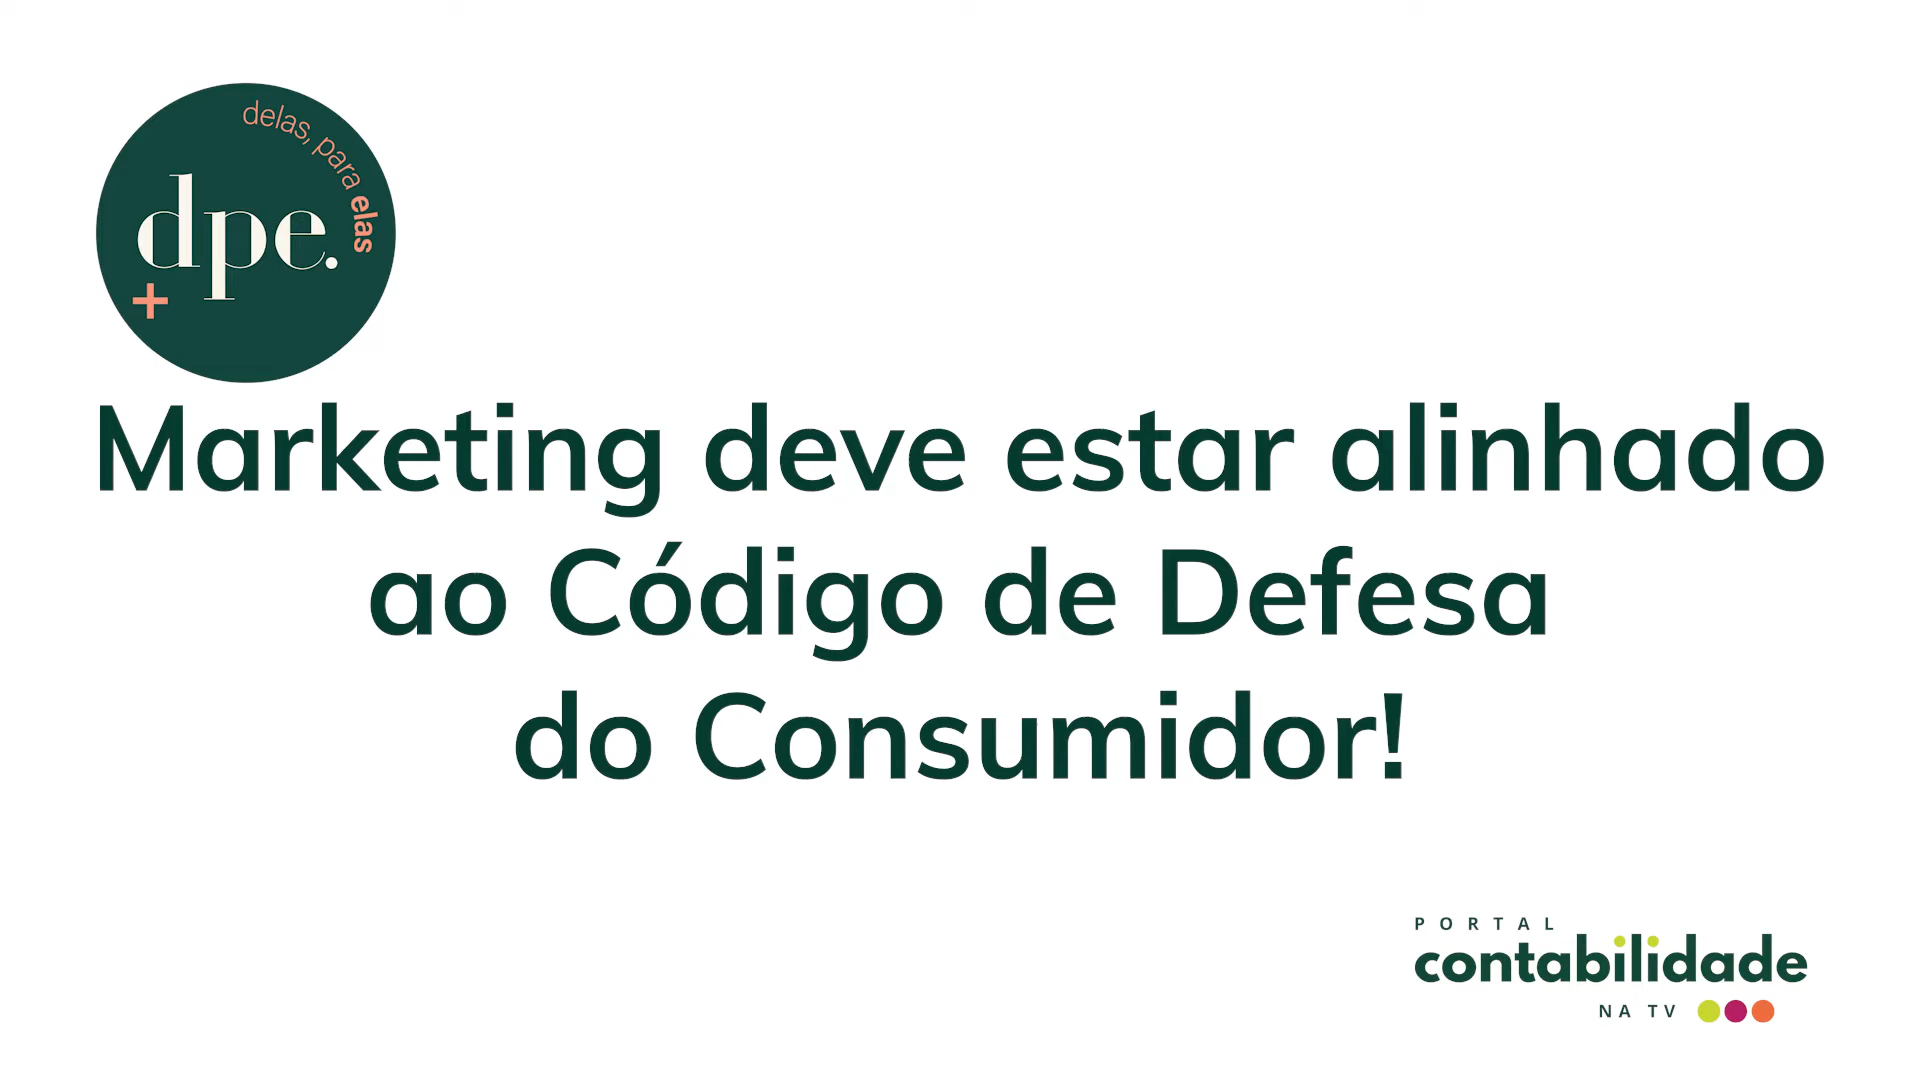 delas, para elas
dpe.
+
Marketing deve estar alinhado
ao Código de Defesa
do Consumidor!
PORTAL
contabilidade
NA TV